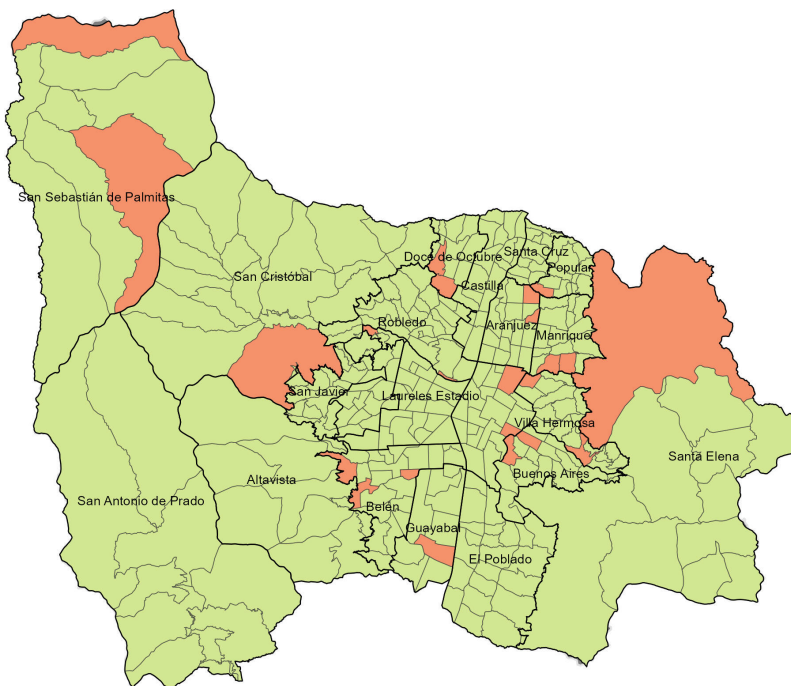 Doce de Octubre
Santa Cruz
Popular
San Sebastián de Palmitas
San Cristóbal
Castilla
Robledo
Aranjuez
Manrique
San Javier
Laureles Estadio
Villa Hermosa
Santa Elena
Buenos Aires
Altavista
San Antonio de Prado
Belén
Guayabal
El Poblado